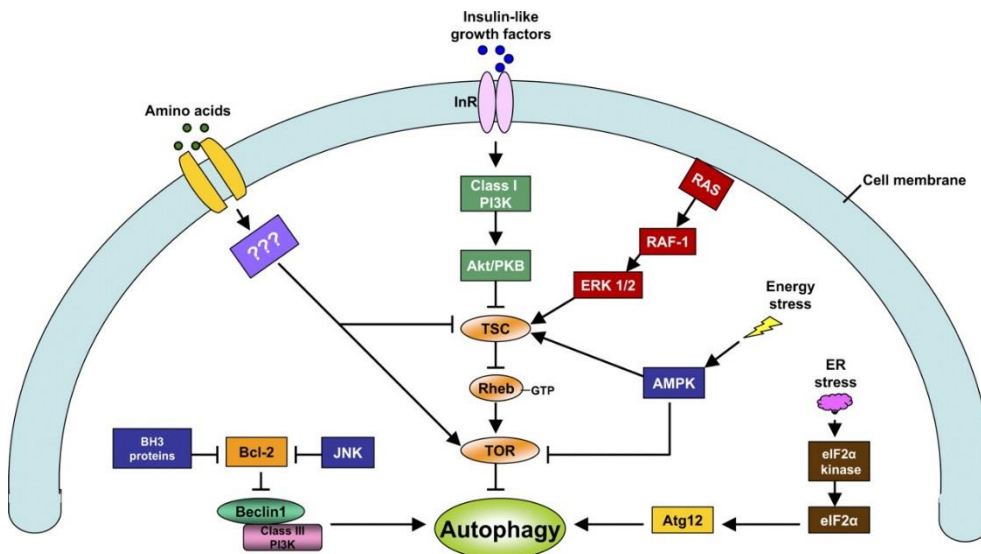 Insulin-like
growth factors
InR
Amino acids
Cell membrane
Class I
PI3K
RAS
???
RAF-1
Akt/PKB
ERK 1/2
Energy
stress
TSC
ER
stress
Rheb
GTP
AMPK
BH3
proteins
Bcl-2
JNK
TOR
eIF2α
kinase
Beclin1
Class III
PI3K
Autophagy
Atg12
eIF2α